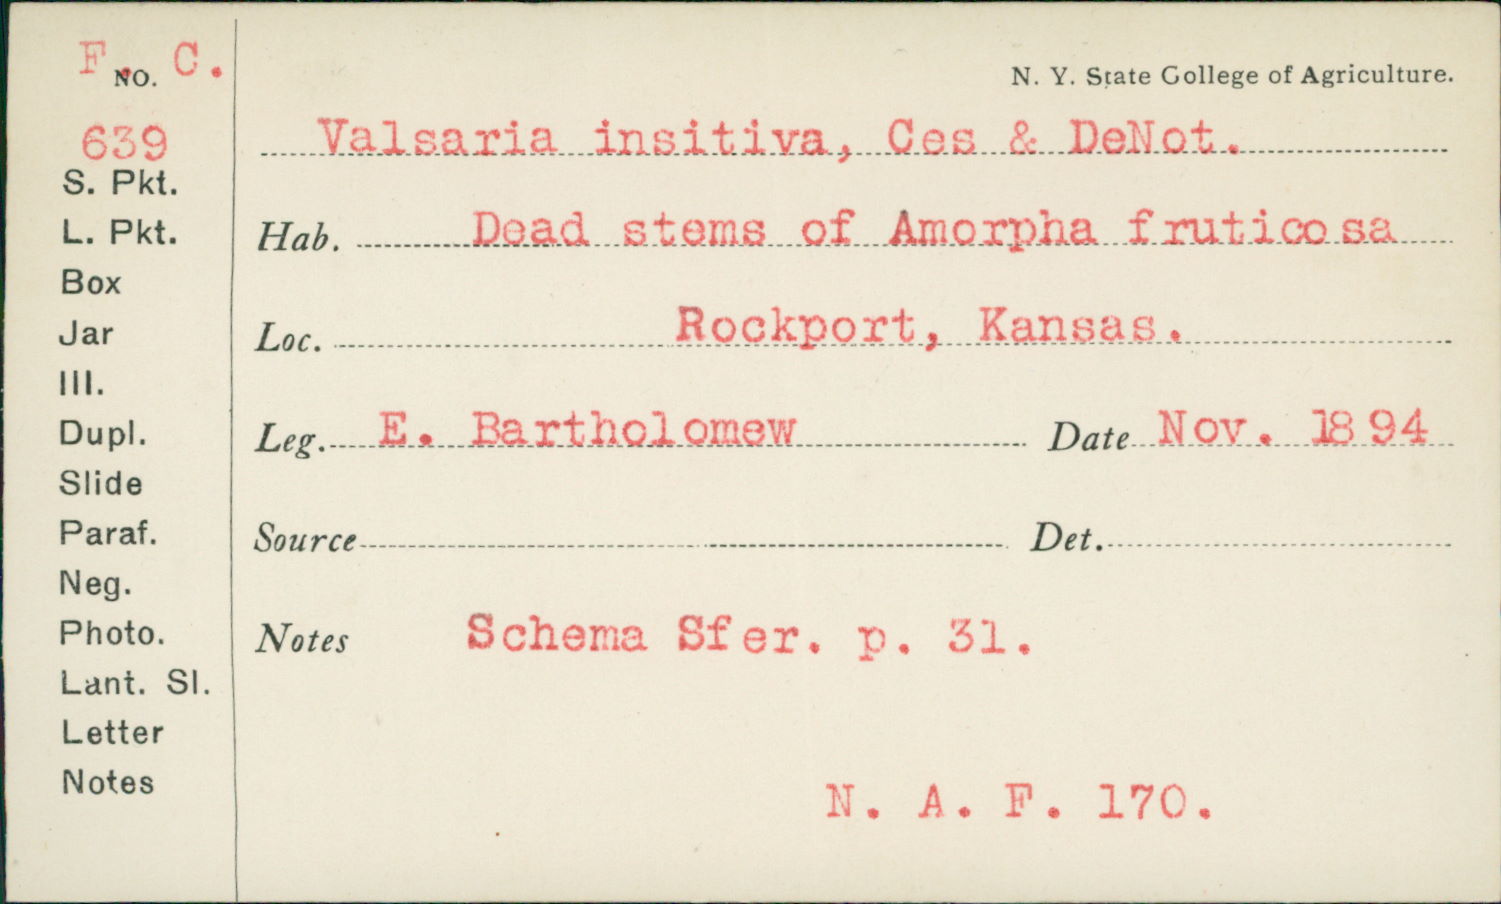 F. C.
NO.
639
S. Pkt.
L. Pkt.
Box
Jar
Ill.
Dupl.
Slide
Paraf.
Neg.
Photo.
Lant. Sl.
Letter
Notes
N. Y. State College of Agriculture.
Valsaria insitiva, Ces & DeNot.
Hab. Dead stems of Amorpha fruticosa
Loc. Rockport, Kansas.
Leg. E. Bartholomew Date Nov. 1894
Source Det.
Notes Schema Sfer. p. 31.
N. A. F. 170.